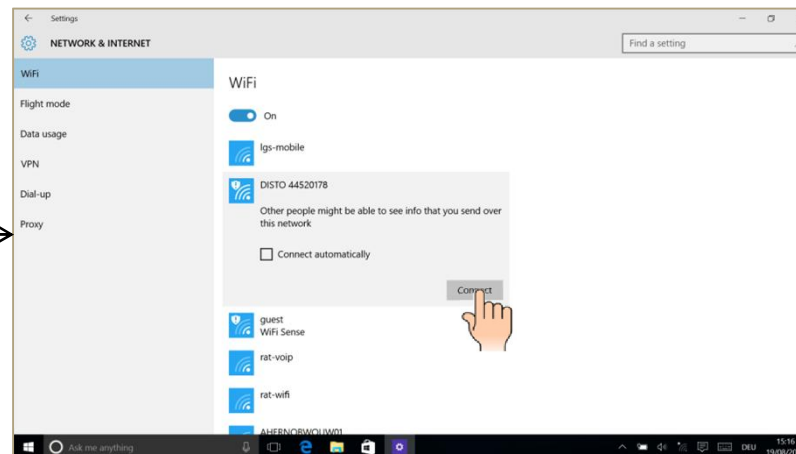 Settings
NETWORK & INTERNET
Find a setting
WiFi
Flight mode
Data usage
VPN
Dial-up
Proxy
WiFi
On
lgs-mobile
DISTO 44520178
Other people might be able to see info that you send over
this network
Connect automatically
Connect
guest
WiFi Sense
rat-voip
rat-wifi
Ask me anything
DEU
15:16